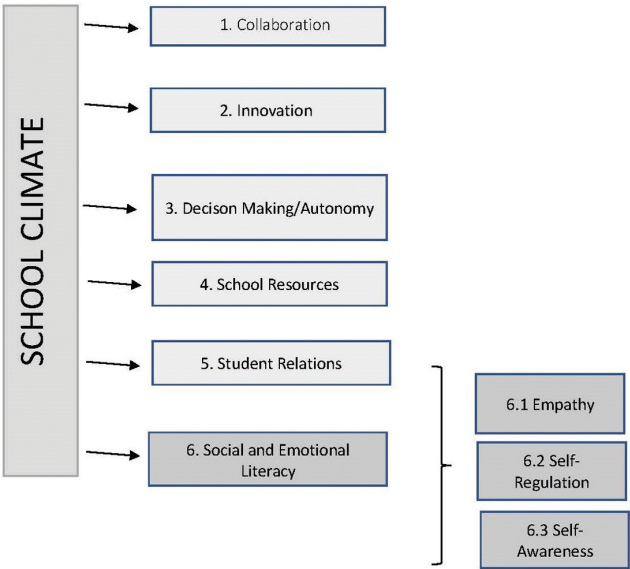 SCHOOL CLIMATE
1. Collaboration
2. Innovation
3. Decison Making/Autonomy
4. School Resources
5. Student Relations
6. Social and Emotional
Literacy
6.1 Empathy
6.2 Self-
Regulation
6.3 Self-
Awareness